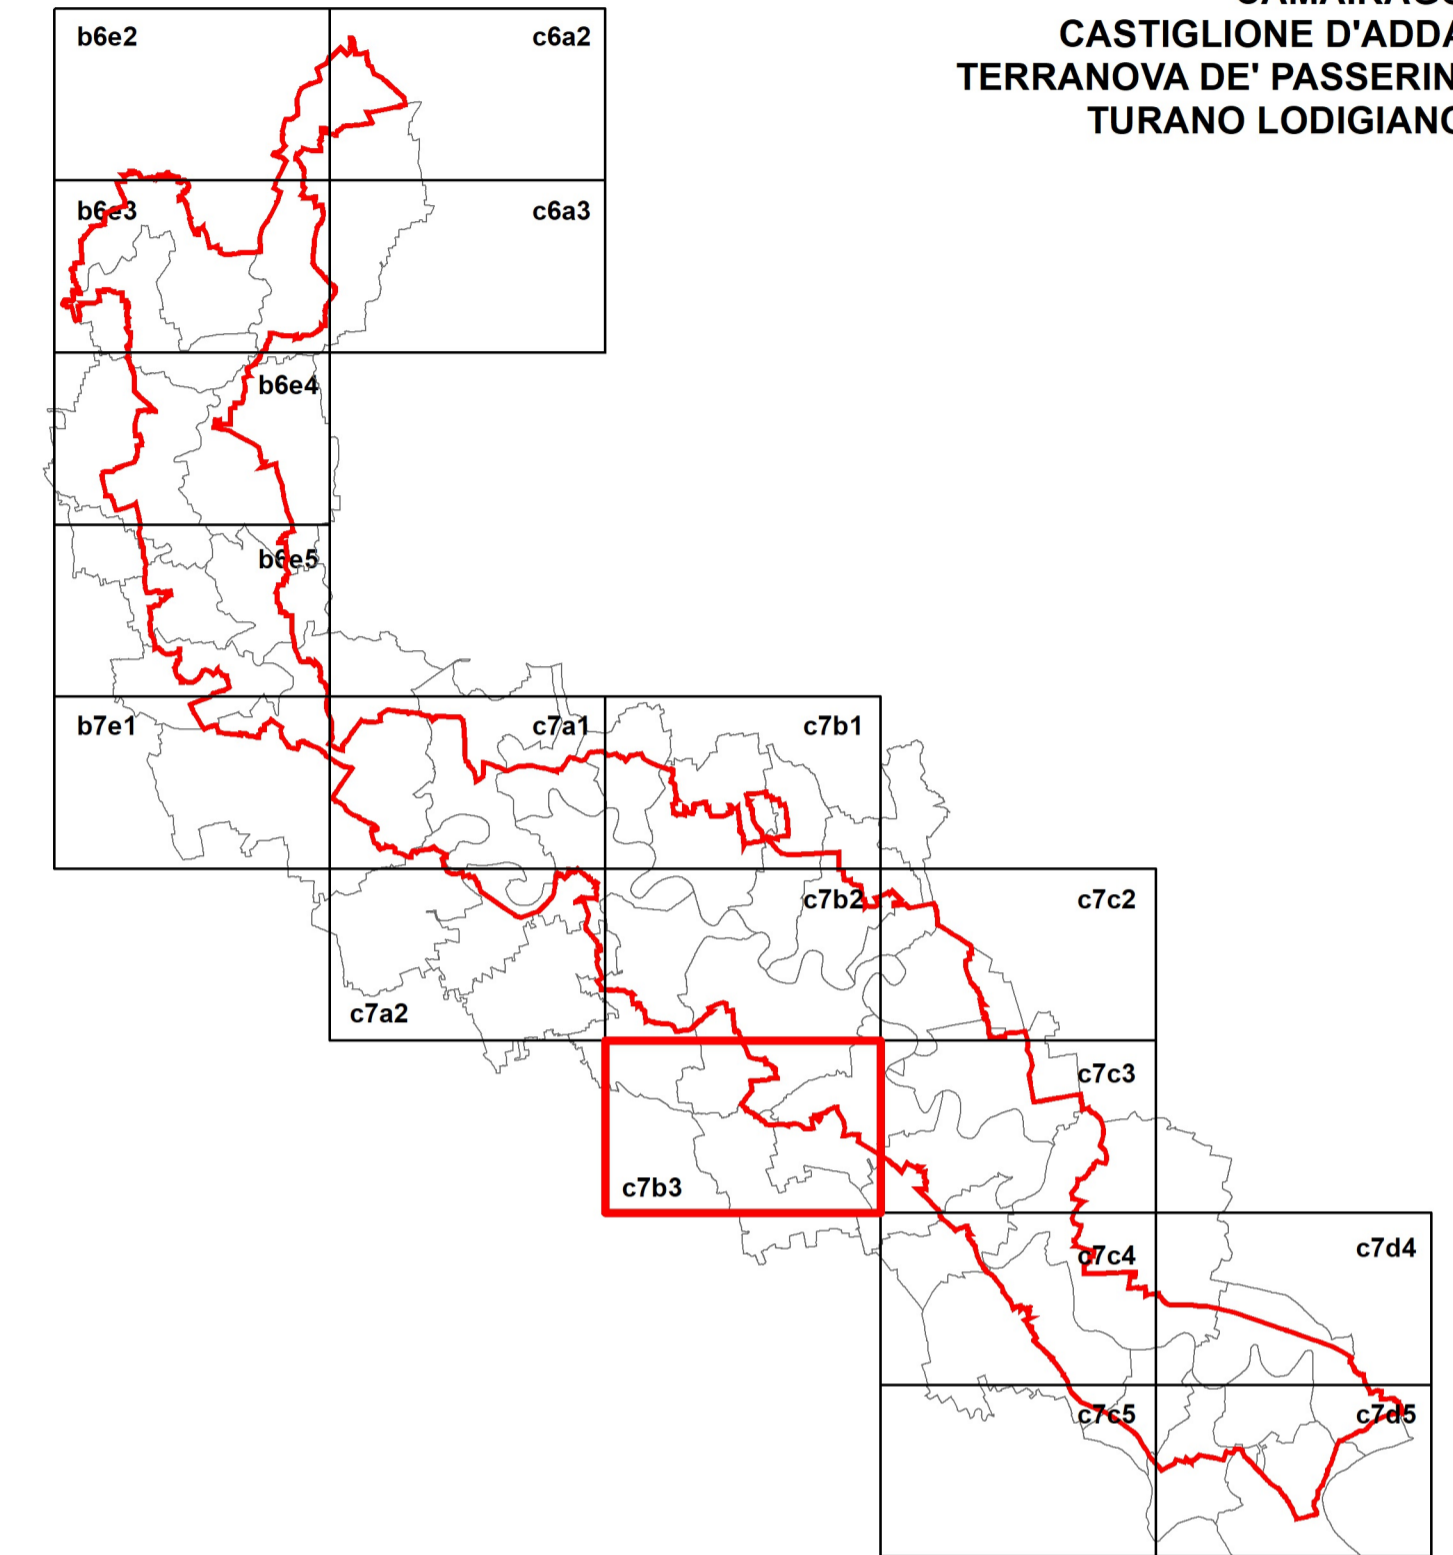 CASTIGLIONE D'ADDA
TERRANOVA DE' PASSERIN
TURANO LODIGIANO
b6e2
c6a2
b6e3
c6a3
b6e4
b6e5
b7e1
c7a1
c7b1
c7b2
c7c2
c7a2
c7c3
c7b3
c7c4
c7d4
c7c5
c7d5